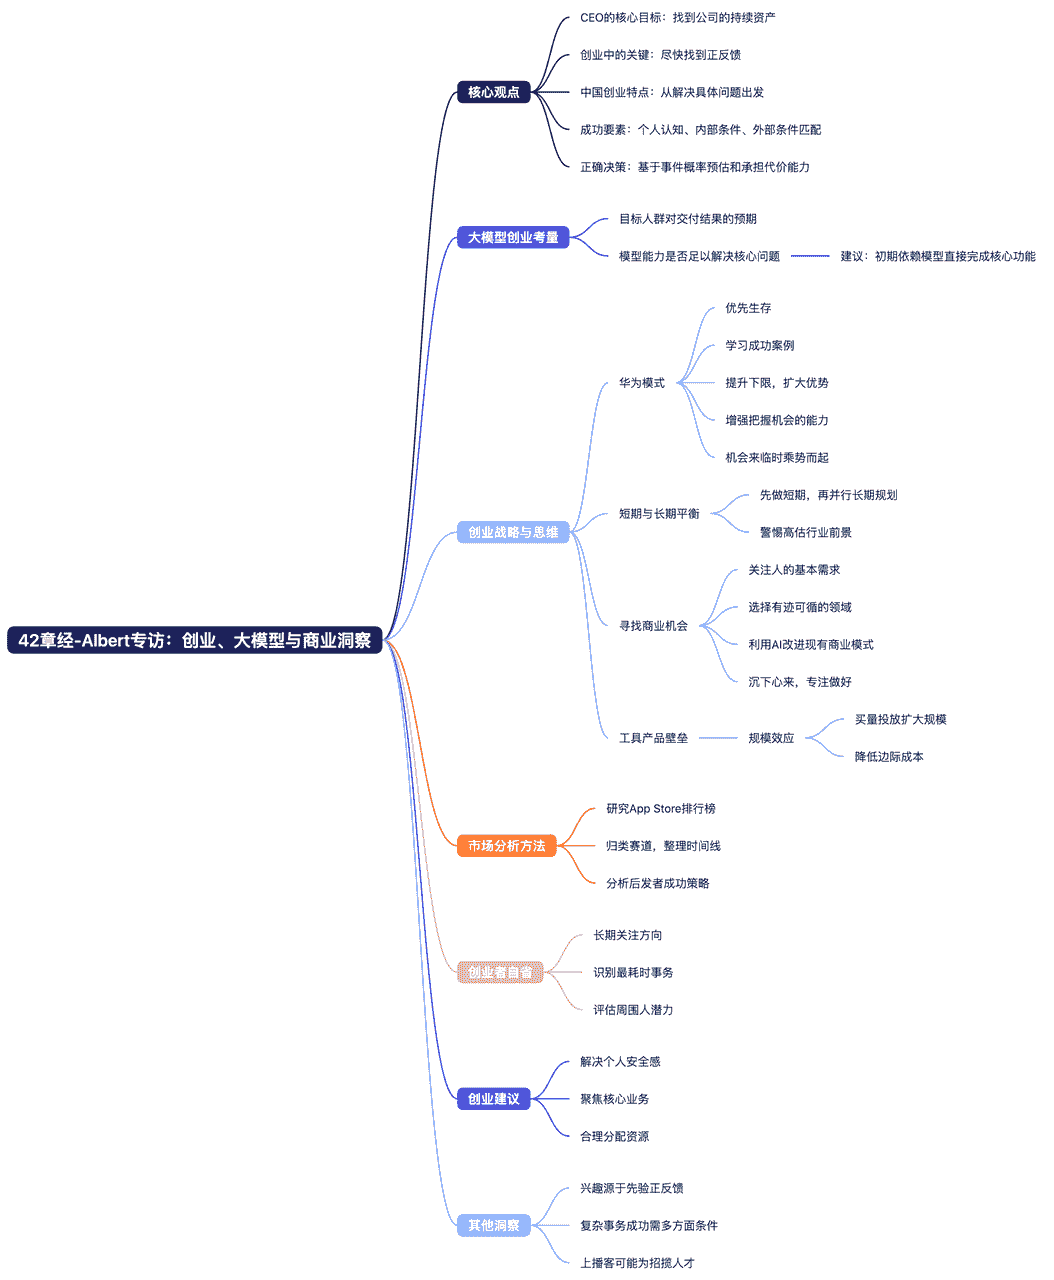 42章经-Albert专访：创业、大模型与商业洞察
核心观点
CEO的核心目标：找到公司的持续资产
创业中的关键：尽快找到正反馈
中国创业特点：从解决具体问题出发
成功要素：个人认知、内部条件、外部条件匹配
正确决策：基于事件概率预估和承担代价能力
大模型创业考量
目标人群对交付结果的预期
模型能力是否足以解决核心问题
建议：初期依赖模型直接完成核心功能
创业战略与思维
华为模式
优先生存
学习成功案例
提升下限，扩大优势
增强把握机会的能力
机会来临时乘势而起
短期与长期平衡
先做短期，再并行长期规划
警惕高估行业前景
寻找商业机会
关注人的基本需求
选择有迹可循的领域
利用AI改进现有商业模式
沉下心来，专注做好
工具产品壁垒
规模效应
买量投放扩大规模
降低边际成本
市场分析方法
研究App Store排行榜
归类赛道，整理时间线
分析后发者成功策略
创业者自省
长期关注方向
识别最耗时事务
评估周围人潜力
创业建议
解决个人安全感
聚焦核心业务
合理分配资源
其他洞察
兴趣源于先验正反馈
复杂事务成功需多方面条件
上播客可能为招揽人才